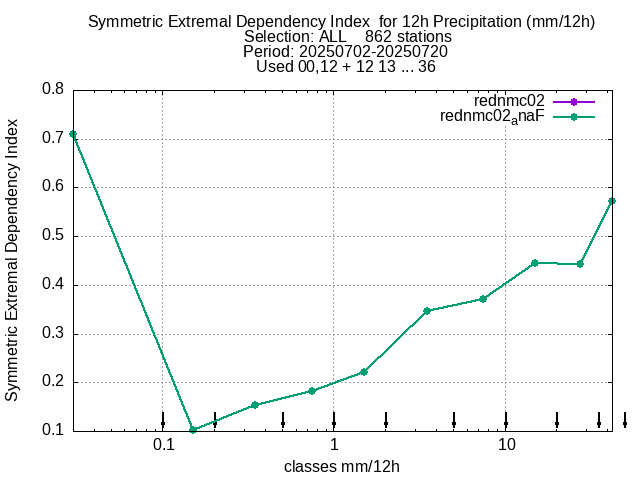 Symmetric Extremal Dependency Index  for 12h Precipitation (mm/12h)
Selection: ALL    862 stations
Period: 20250702-20250720
Used 00,12 + 12 13 ... 36
rednmc02
rednmc02anaF
Symmetric Extremal Dependency Index
0.8
0.7
0.6
0.5
0.4
0.3
0.2
0.1
0.1
1
10
classes mm/12h